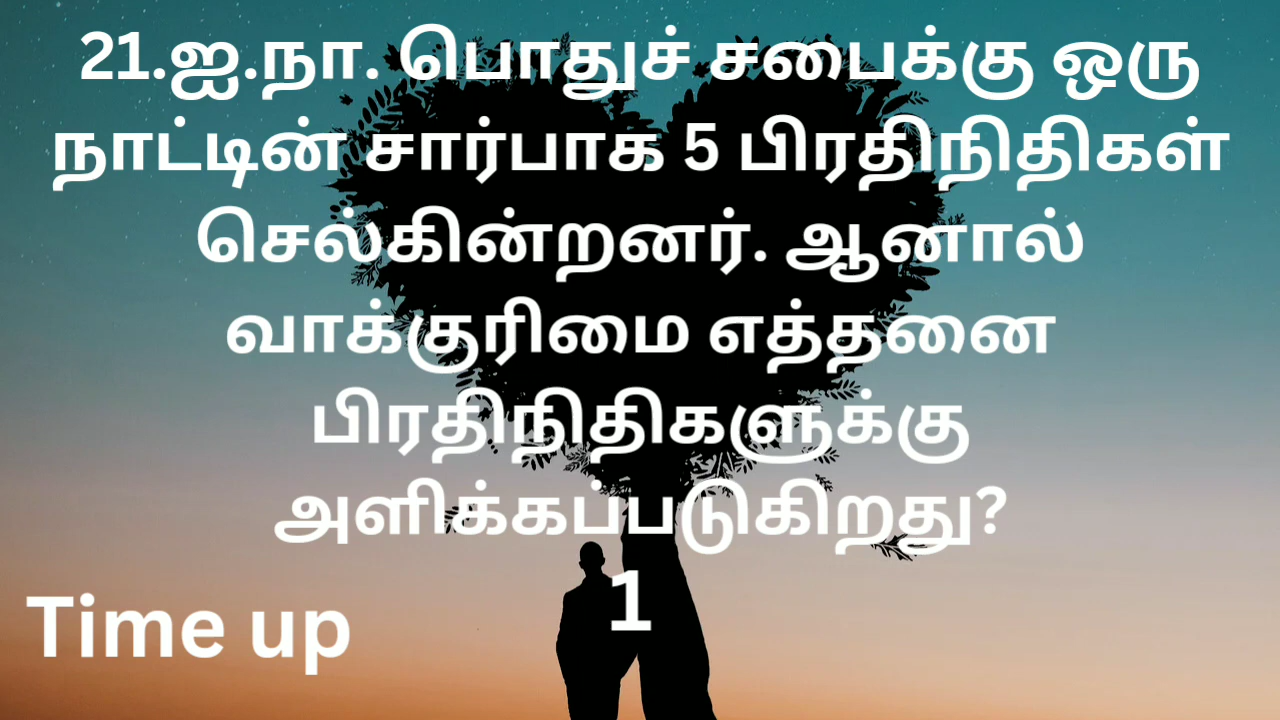 21.ஐ.நா. பொதுச் சபைக்கு ஒரு
நாட்டின் சார்பாக 5 பிரதிநிதிகள்
செல்கின்றனர். ஆனால்
வாக்குரிமை எத்தனை
பிரதிநிதிகளுக்கு
அளிக்கப்படுகிறது?
1
Time up